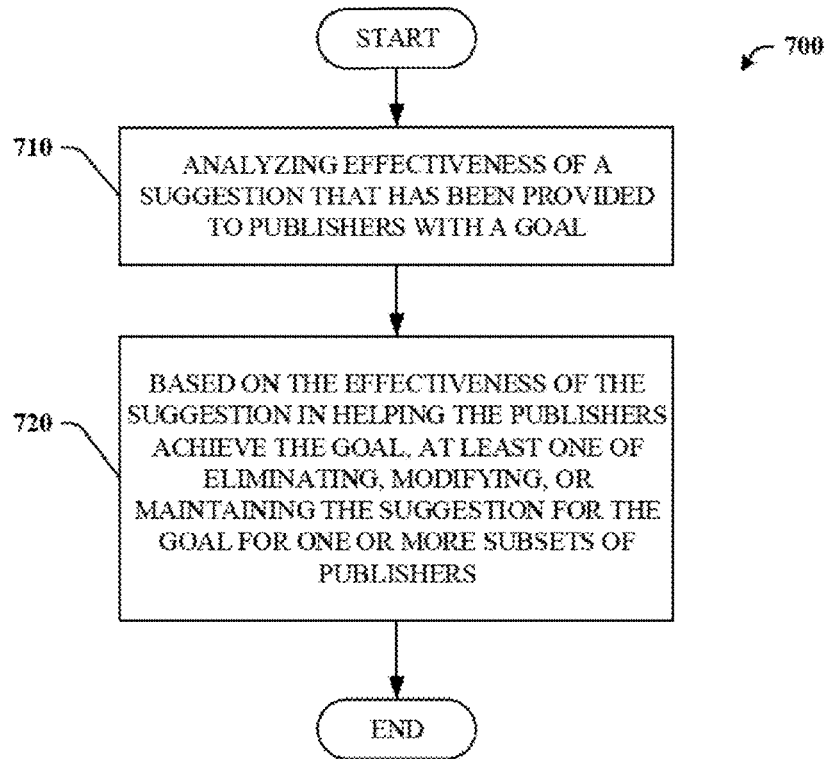 START
700
710
ANALYZING EFFECTIVENESS OF A
SUGGESTION THAT HAS BEEN PROVIDED
TO PUBLISHERS WITH A GOAL
720
BASED ON THE EFFECTIVENESS OF THE
SUGGESTION IN HELPING THE PUBLISHERS
ACHIEVE THE GOAL, AT LEAST ONE OF
ELIMINATING, MODIFYING, OR
MAINTAINING THE SUGGESTION FOR THE
GOAL FOR ONE OR MORE SUBSETS OF
PUBLISHERS
END